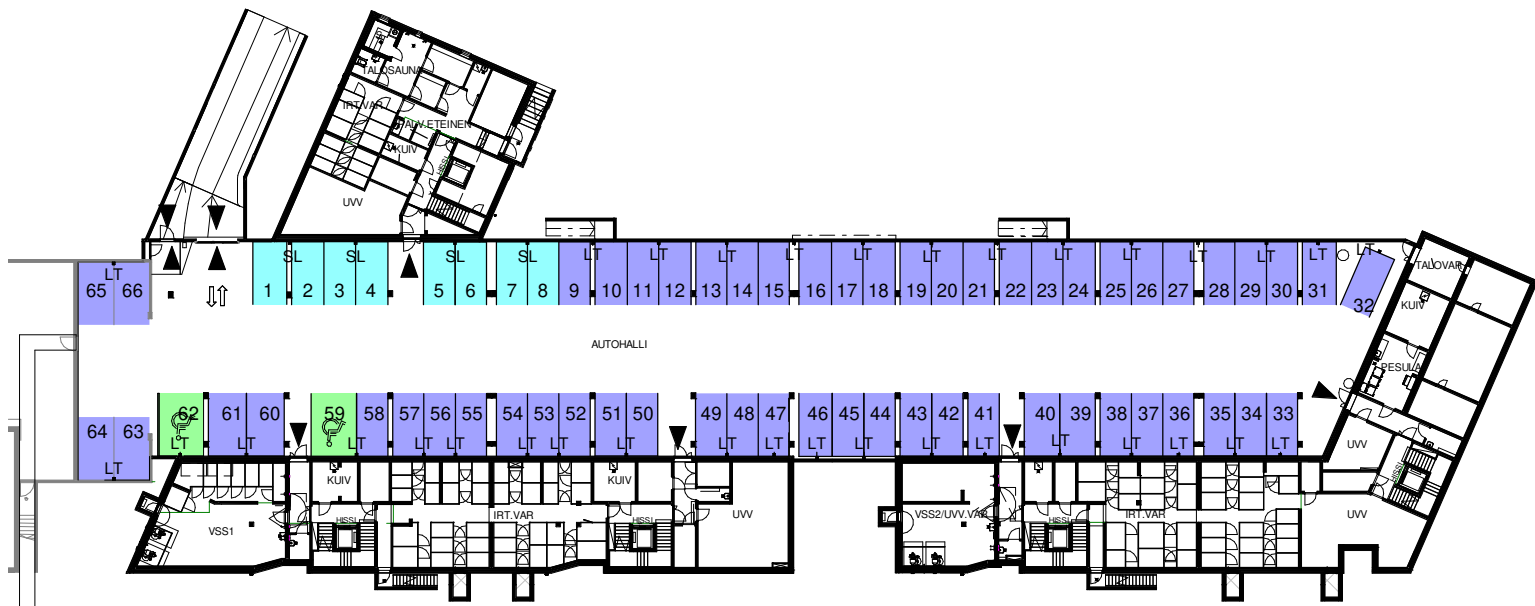 TALOSAUNA
IRT.VAR
TALV.ETEINEN
KUIV
HISSI
UVV
SL SL SL SL LT LT LT LT LT LT LT LT LT LT LT LT
TALOVAR
LT
65 66 1 2 3 4 5 6 7 8 9 10 11 12 13 14 15 16 17 18 19 20 21 22 23 24 25 26 27 28 29 30 31 32
KUIV
AUTOHALLI
PESULA
64 63 62 61 60 59 58 57 56 55 54 53 52 51 50 49 48 47 46 45 44 43 42 41 40 39 38 37 36 35 34 33
LT LT LT LT LT LT LT LT LT LT LT LT LT LT LT LT LT LT LT LT LT LT
UVV
KUIV KUIV
HISSI
VSS1 IRT.VAR UVV VSS2/UVV.VAR IRT.VAR UVV
HISSI HISSI HISSI